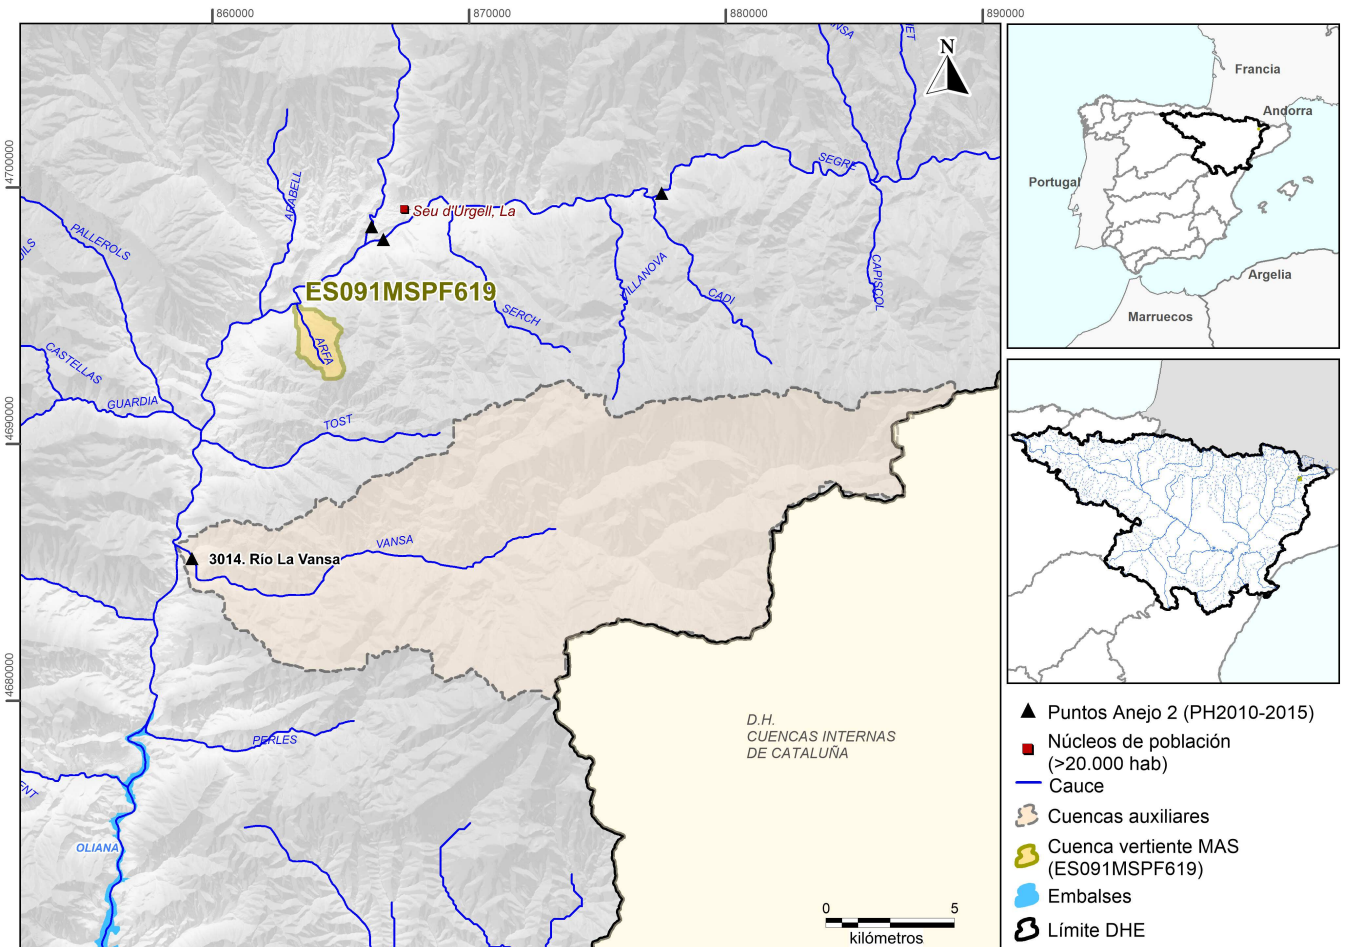 860000
870000
880000
890000
4700000
4690000
4680000
N
SEGRE
ARABELL
Seu d'Urgell, La
PALLEROLS
VILLANOVA
CADI
CAPISCOL
ES091MSPF619
SERCH
ARFA
CASTELLAS
GUARDIA
TOST
VANSA
3014. Río La Vansa
PERLES
OLIANA
D.H.
CUENCAS INTERNAS
DE CATALUÑA
0 5
kilómetros
Francia
Andorra
Portugal
Argelia
Marruecos
Puntos Anejo 2 (PH2010-2015)
Núcleos de población
(>20.000 hab)
Cauce
Cuencas auxiliares
Cuenca vertiente MAS
(ES091MSPF619)
Embalses
Límite DHE